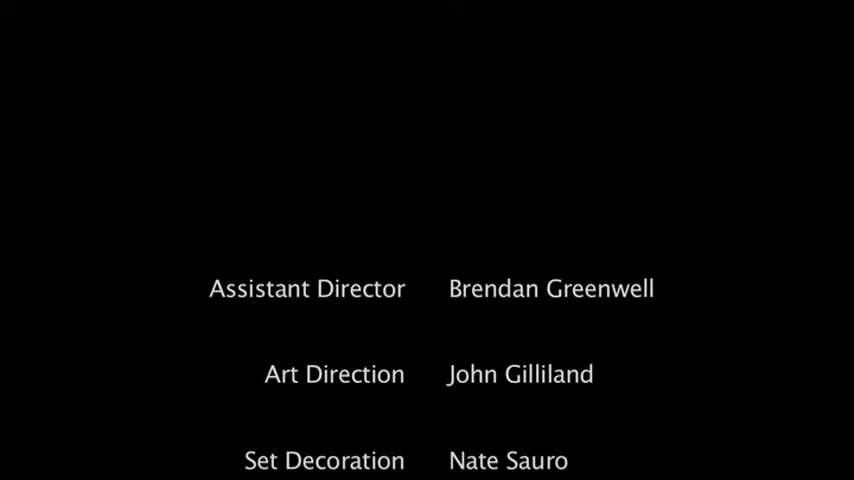 Assistant Director Brendan Greenwell
Art Direction John Gilliland
Set Decoration Nate Sauro